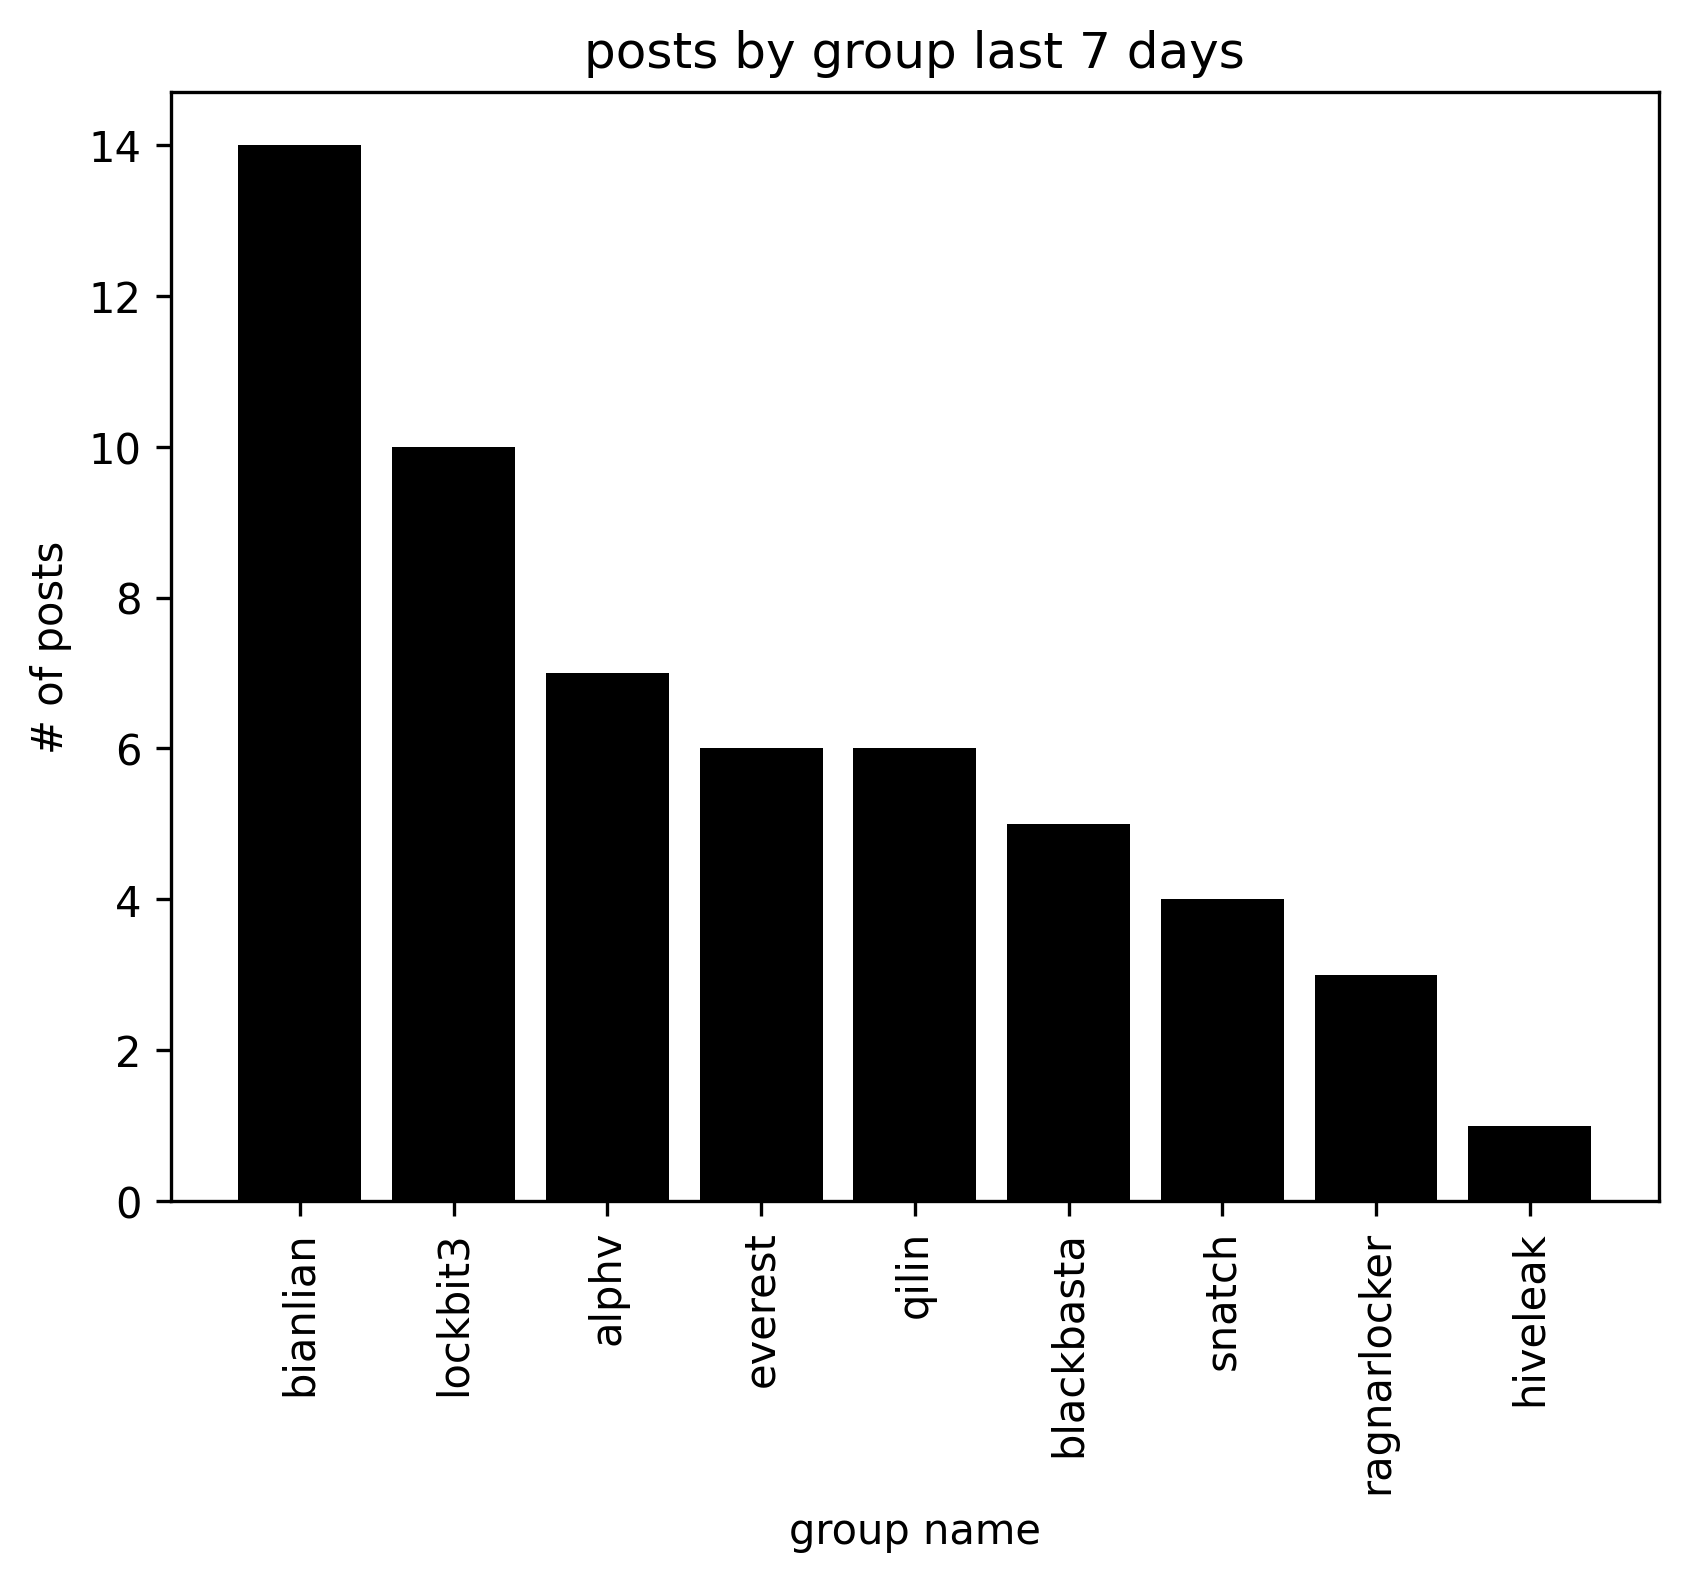 posts by group last 7 days
14
12
10
8
6
4
2
0
# of posts
bianlian
lockbit3
alphv
everest
qilin
blackbasta
snatch
ragnarlocker
hiveleak
group name